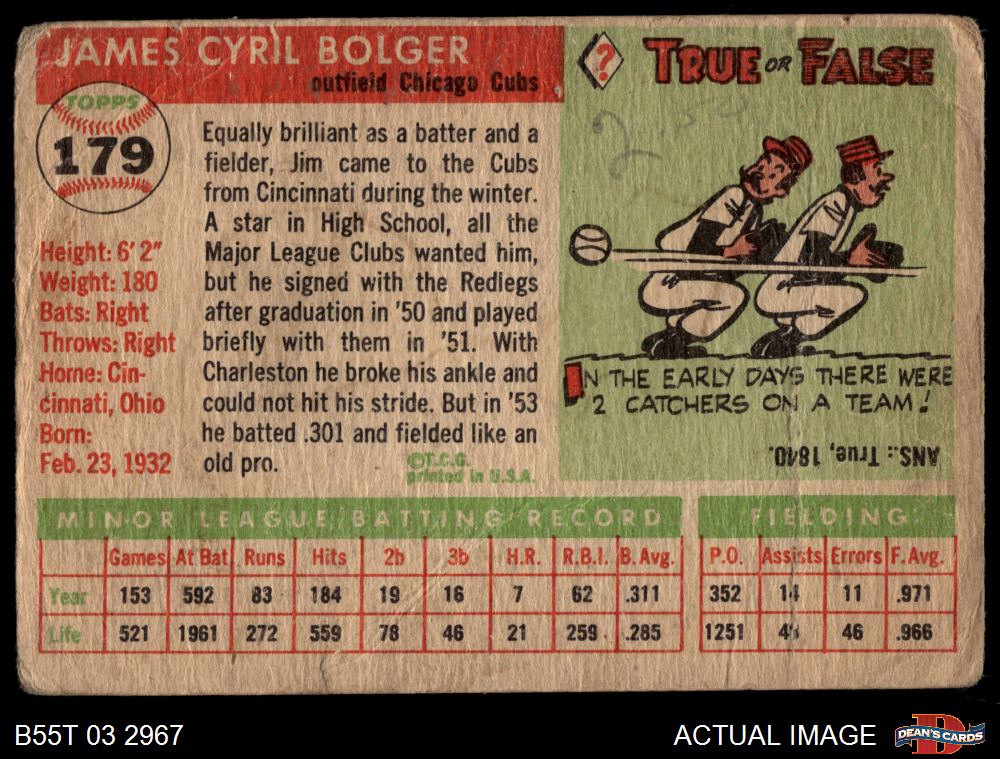 JAMES CYRIL BOLGER
outfield Chicago Cubs
TOPPS
179
Height: 6' 2"
Weight: 180
Bats: Right
Throws: Right
Home: Cin-
cinnati, Ohio
Born:
Feb. 23, 1932
Equally brilliant as a batter and a
fielder, Jim came to the Cubs
from Cincinnati during the winter.
A star in High School, all the
Major League Clubs wanted him,
but he signed with the Redlegs
after graduation in '50 and played
briefly with them in '51. With
Charleston he broke his ankle and
could not hit his stride. But in '53
he batted .301 and fielded like an
old pro.
©T.C.G.
printed in U.S.A.
? TRUE OR FALSE
IN THE EARLY DAYS THERE WERE
2 CATCHERS ON A TEAM!
ANS.: True, 1840.
MINOR LEAGUE BATTING RECORD FIELDING
Games At Bat Runs Hits 2b 3b H.R. R.B.I. B. Avg. P.O. Assists Errors F. Avg.
Year 153 592 83 184 19 16 7 62 .311 352 14 11 .971
Life 521 1961 272 559 78 46 21 259 .285 1251 46 .966
B55T 03 2967
ACTUAL IMAGE
D
DEAN'S CARDS